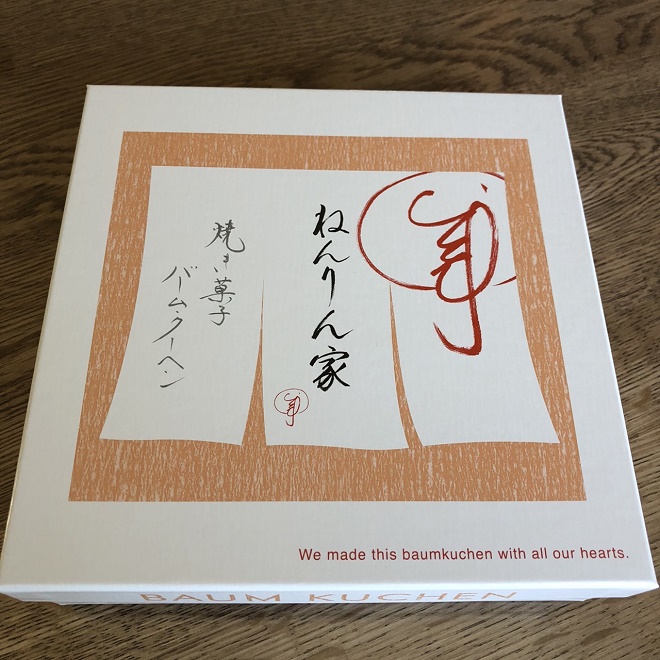 ねんりん家
焼き菓子
バーム・クーヘン
We made this baumkuchen with all our hearts.
BAUM KUCHEN